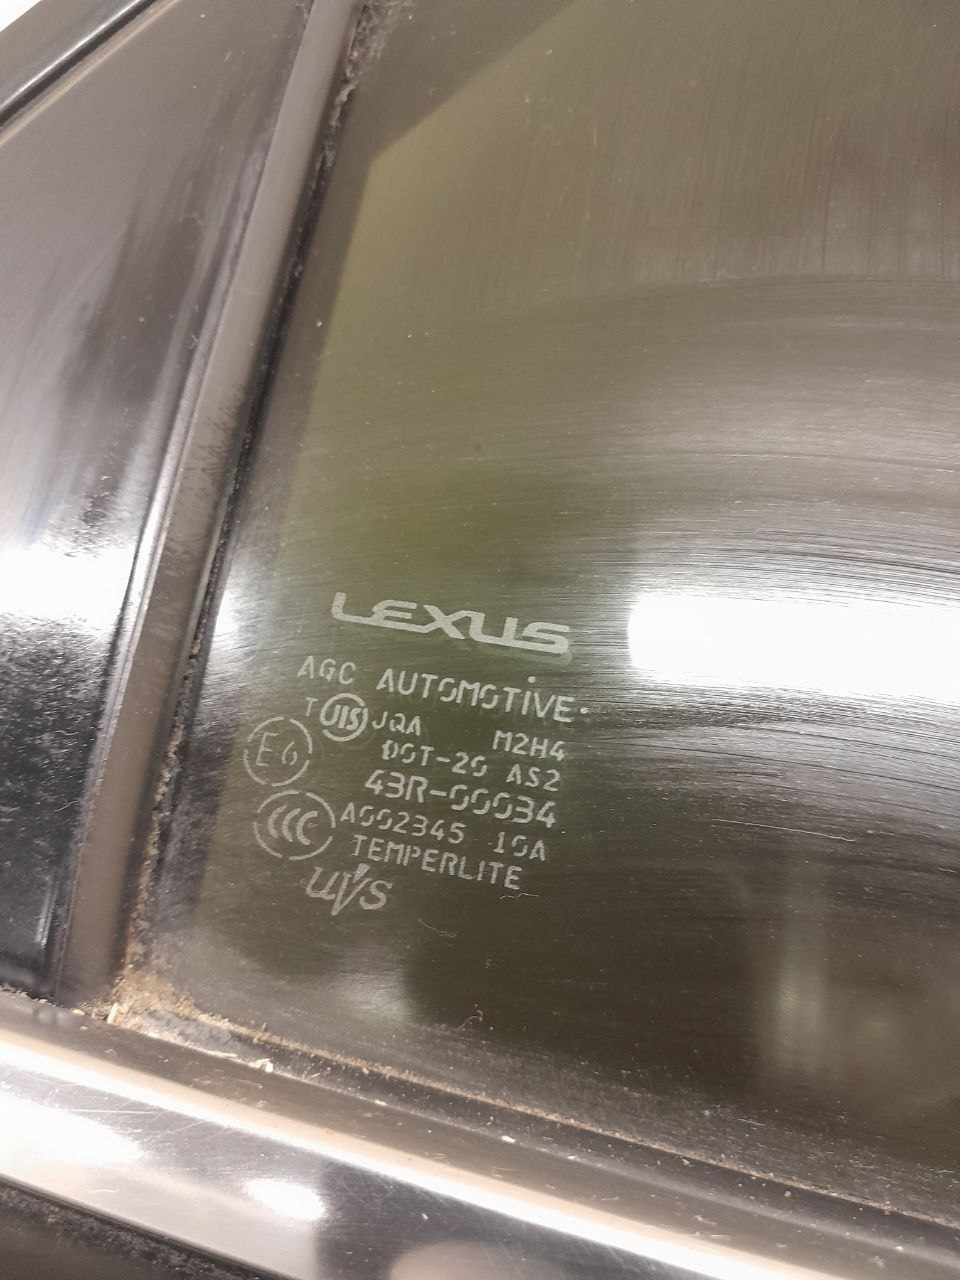 LEXUS
AGC AUTOMOTIVE
T JIS JQA M2H4
E6 DOT-20 AS2
43R-00034
CCC A002345 10A
TEMPERLITE
UVS